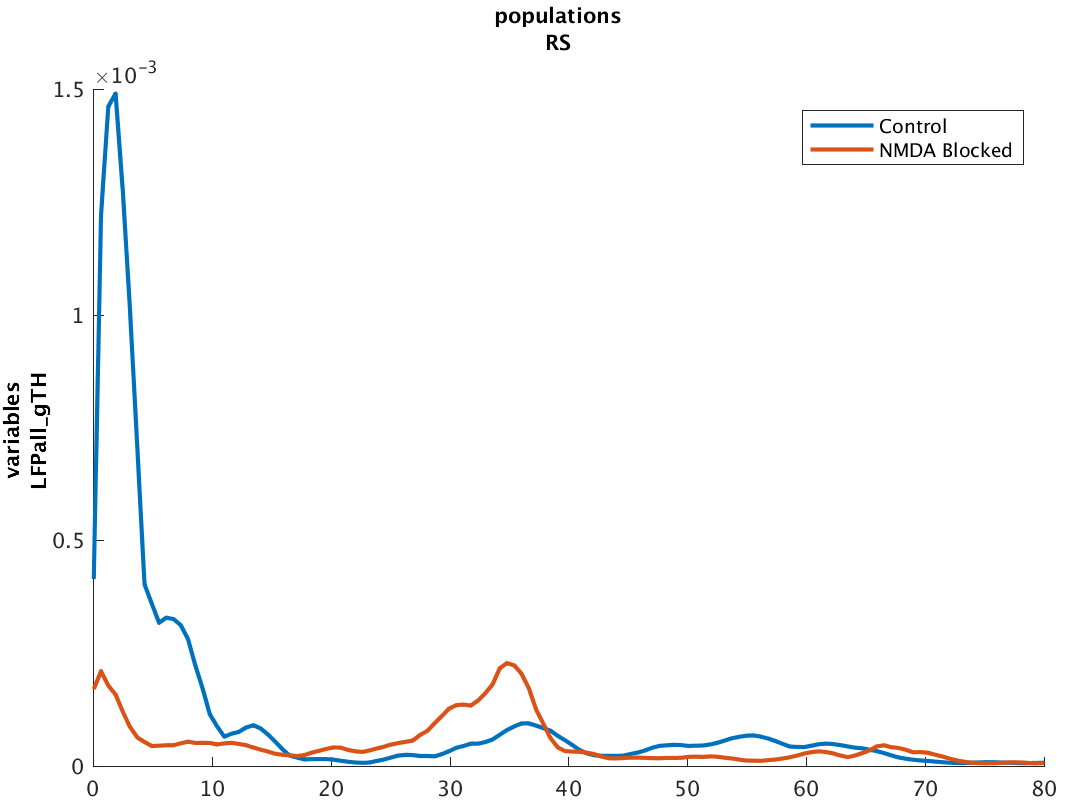 populations
RS
×10⁻³
1.5
1
0.5
0
variables
LFPall_gTH
Control
NMDA Blocked
0 10 20 30 40 50 60 70 80